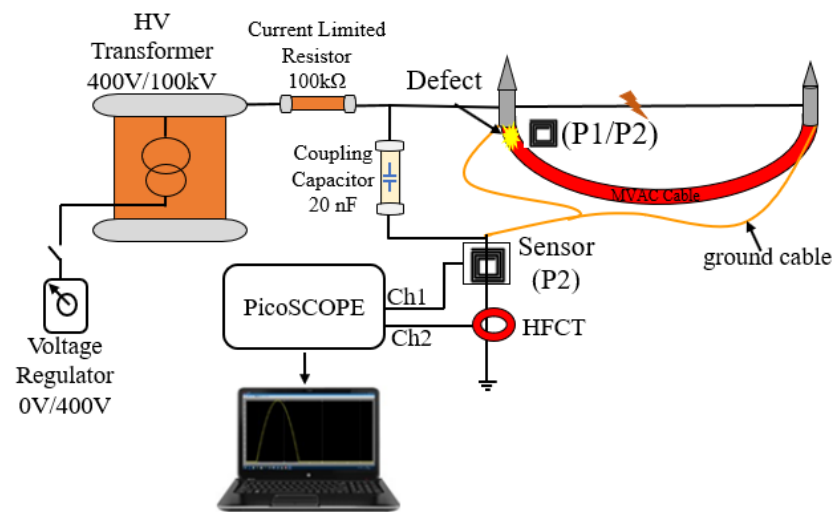 HV
Transformer
400V/100kV
Current Limited
Resistor
100kΩ
Defect
(P1/P2)
Coupling
Capacitor
20 nF
MVAC Cable
ground cable
Sensor
(P2)
PicoSCOPE
Ch1
Ch2
HFCT
Voltage
Regulator
0V/400V